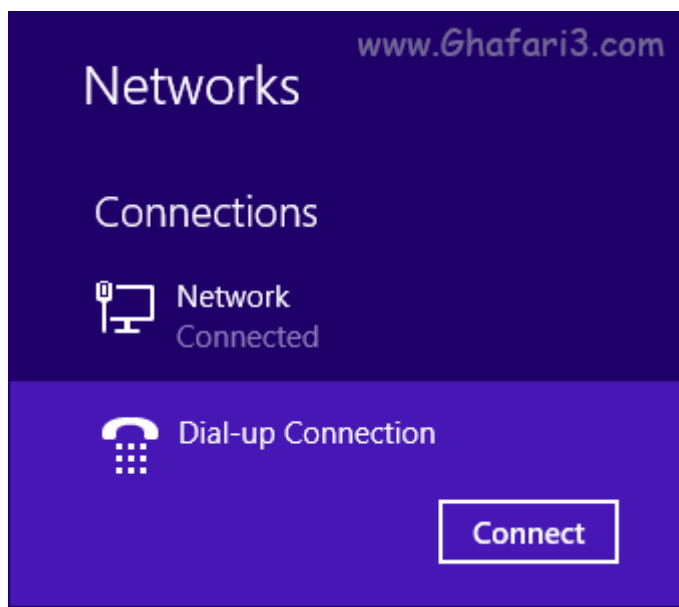 www.Ghafari3.com
Networks
Connections
Network
Connected
Dial-up Connection
Connect